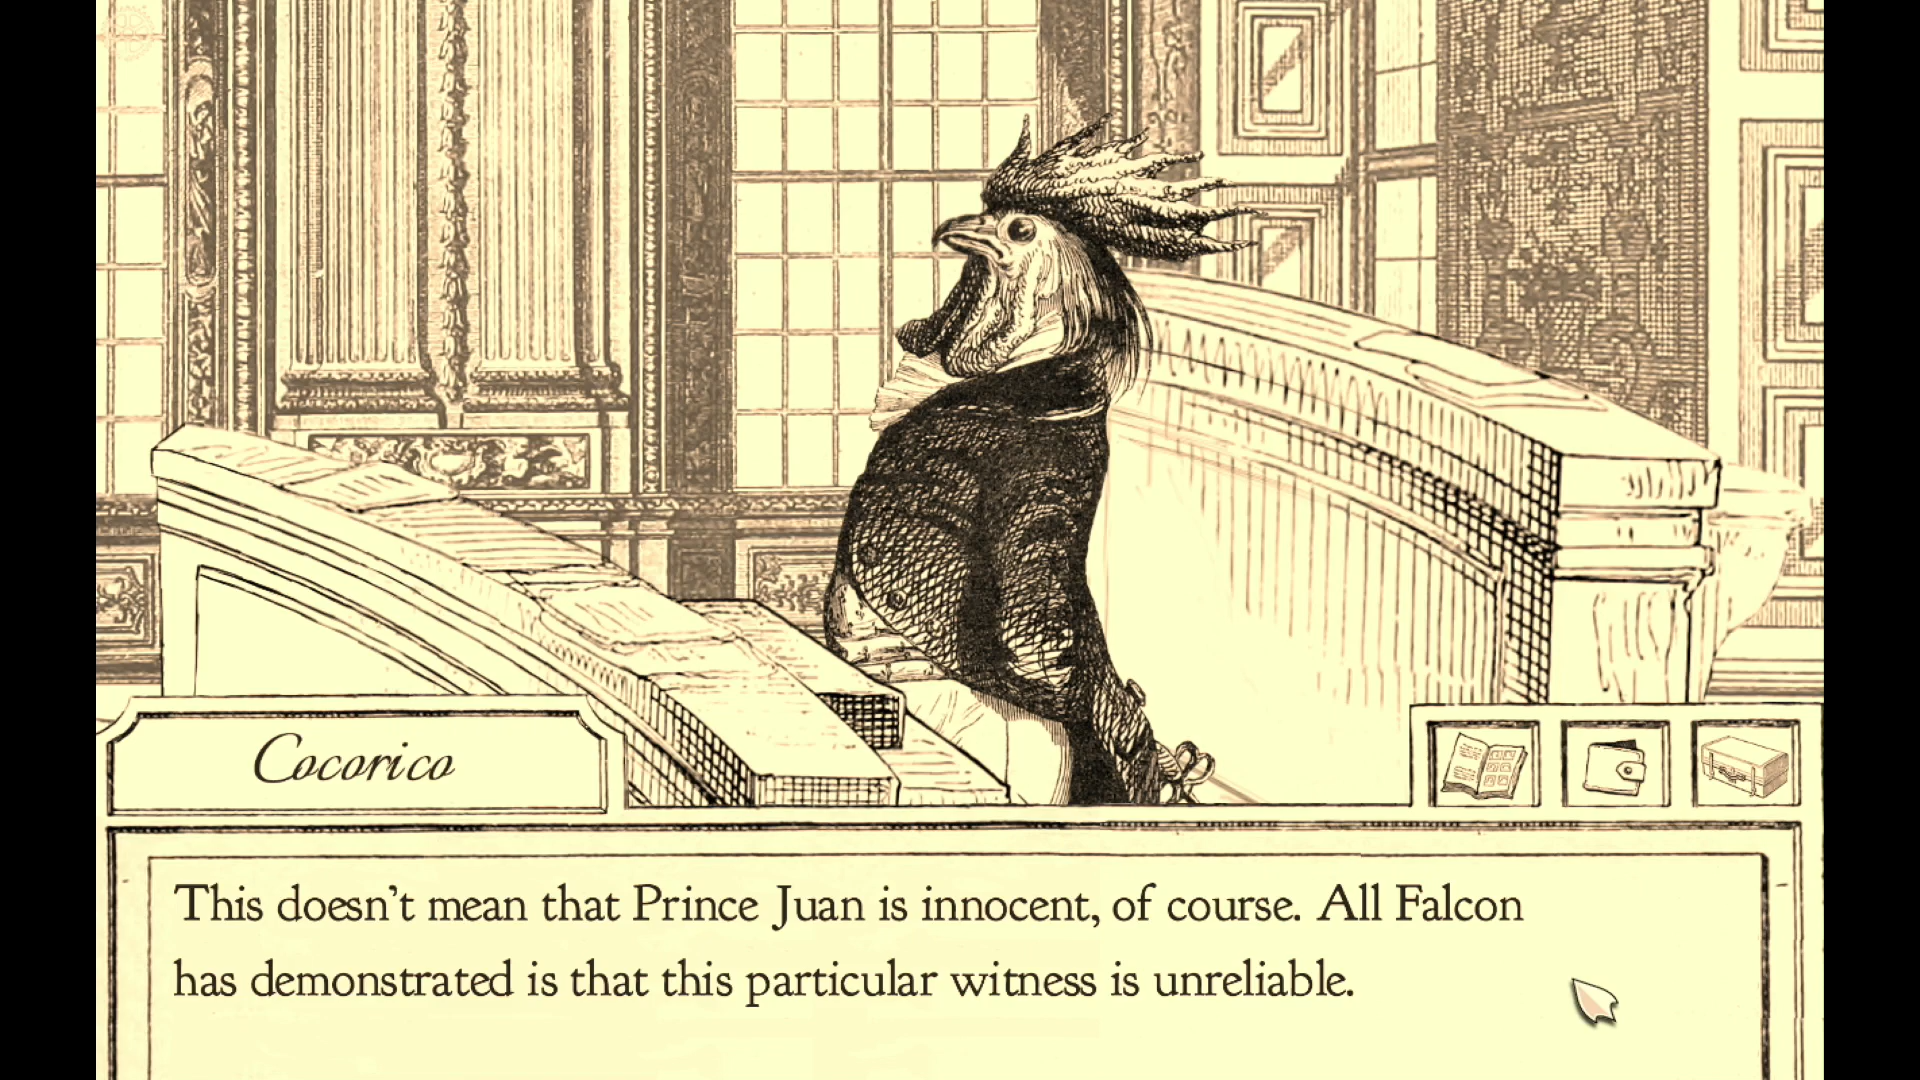 Cocorico
This doesn't mean that Prince Juan is innocent, of course. All Falcon
has demonstrated is that this particular witness is unreliable.